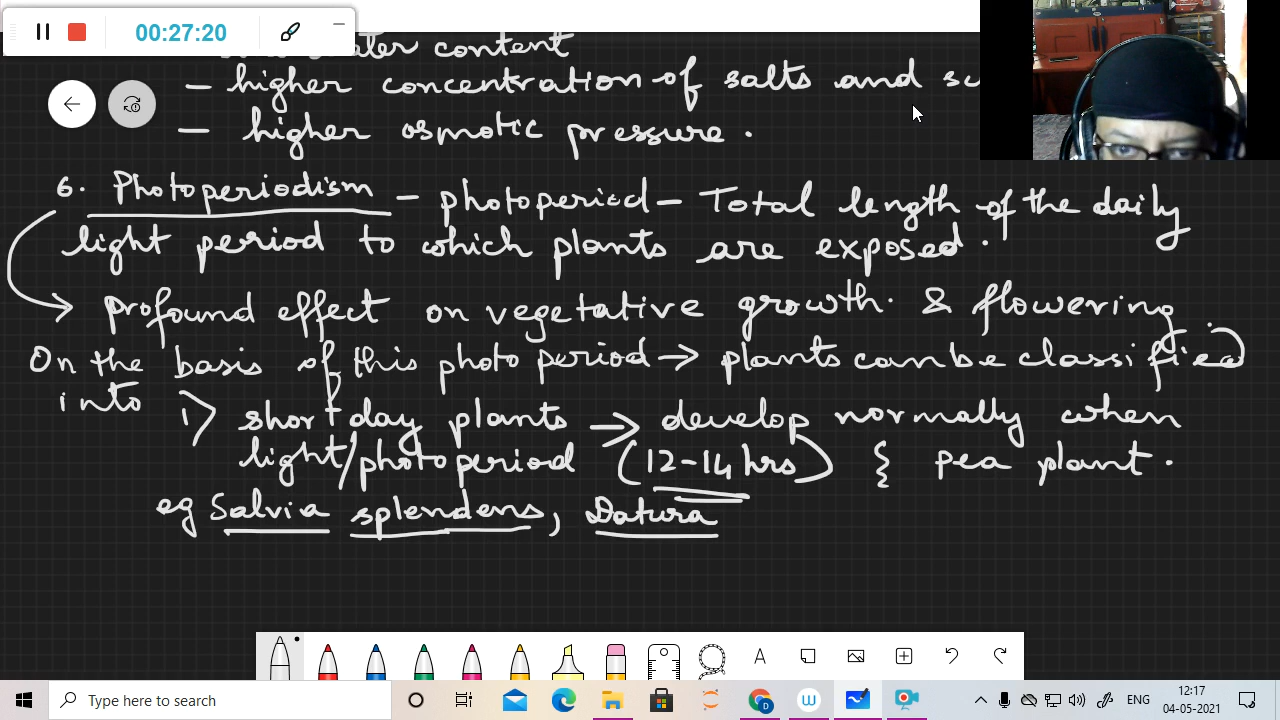 00:27:20
water content
- higher concentration of salts and
- higher osmotic pressure.
6. Photoperiodism - photoperiod - Total length of the daily
light period to which plants are exposed.
→ profound effect on vegetative growth & flowering
On the basis of this photo period → plants can be classified
into 1> short day plants → develop normally when
light/photoperiod (12-14 hrs) { pea plant.
eg Salvia splendens, Datura
A
Type here to search
ENG
12:17
04-05-2021